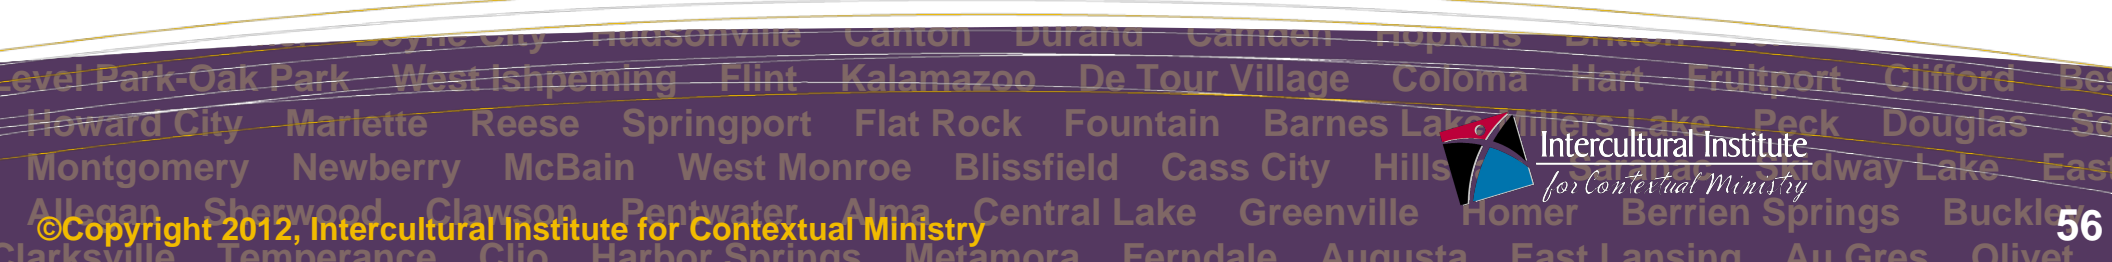 Boyne City Hudsonville Canton Durand Camden Hopkins Britton
Level Park-Oak Park West Ishpeming Flint Kalamazoo De Tour Village Coloma Hart Fruitport Clifford
Howard City Marlette Reese Springport Flat Rock Fountain Barnes Lake-Millers Lake Peck Douglas
Intercultural Institute
for Contextual Ministry
Montgomery Newberry McBain West Monroe Blissfield Cass City Saranac Skidway Lake East
Allegan Sherwood Clawson Pentwater Alma Central Lake Greenville Homer Berrien Springs Buckley
©Copyright 2012, Intercultural Institute for Contextual Ministry
56
Clarksville Temperance Clio Harbor Springs Metamora Ferndale Augusta East Lansing Au Gres Olivet